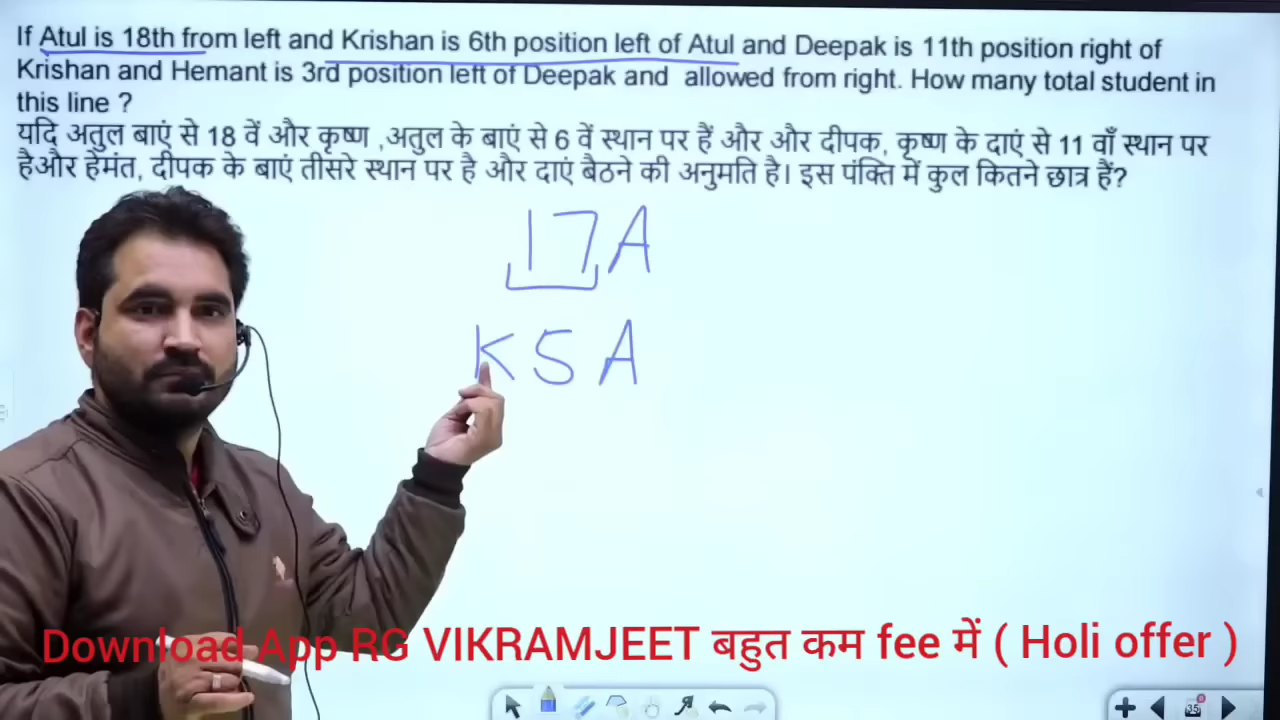 If Atul is 18th from left and Krishan is 6th position left of Atul and Deepak is 11th position right of
Krishan and Hemant is 3rd position left of Deepak and allowed from right. How many total student in
this line ?
यदि अतुल बाएं से 18 वें और कृष्ण ,अतुल के बाएं से 6 वें स्थान पर हैं और और दीपक, कृष्ण के दाएं से 11 वाँ स्थान पर
हैऔर हेमंत, दीपक के बाएं तीसरे स्थान पर है और दाएं बैठने की अनुमति है। इस पंक्ति में कुल कितने छात्र हैं?
17 A
K 5 A
Download App RG VIKRAMJEET बहुत कम fee में ( Holi offer )
35